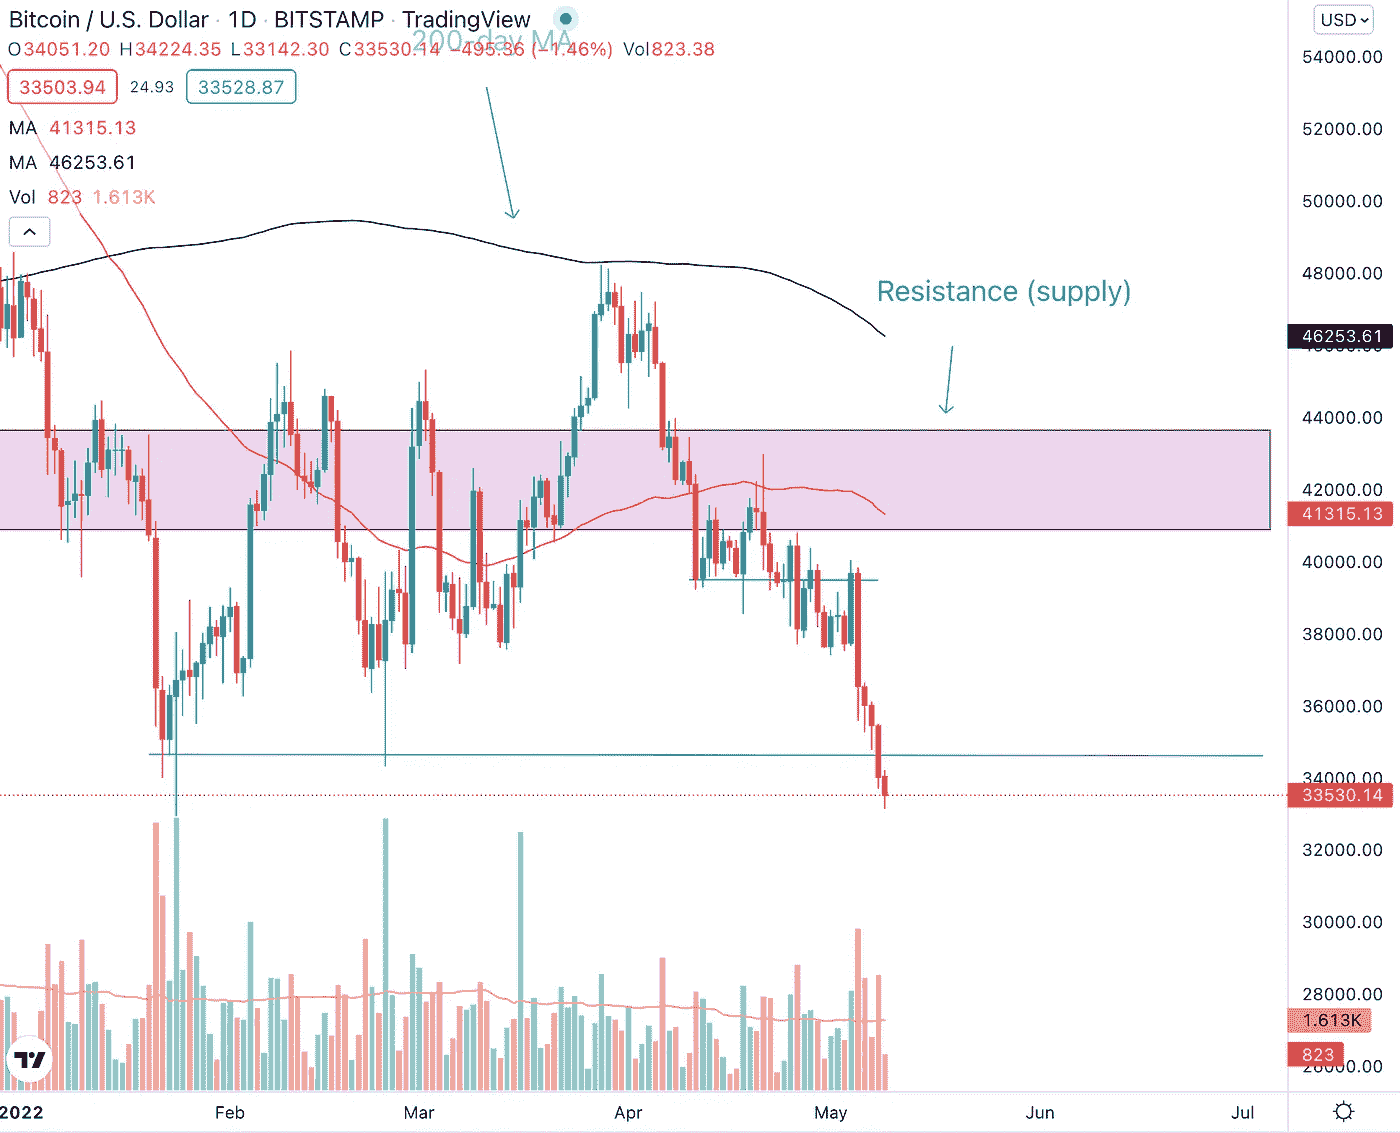 Bitcoin / U.S. Dollar · 1D · BITSTAMP · TradingView
200-day MA
O34051.20 H34224.35 L33142.30 C33530.14 −495.36 (−1.46%) Vol823.38
33503.94 24.93 33528.87
MA 41315.13
MA 46253.61
Vol 823 1.613K
Resistance (supply)
USD
54000.00
52000.00
50000.00
48000.00
46253.61
46000.00
44000.00
42000.00
41315.13
40000.00
38000.00
36000.00
34000.00
33530.14
32000.00
30000.00
28000.00
1.613K
823
26000.00
2022 Feb Mar Apr May Jun Jul